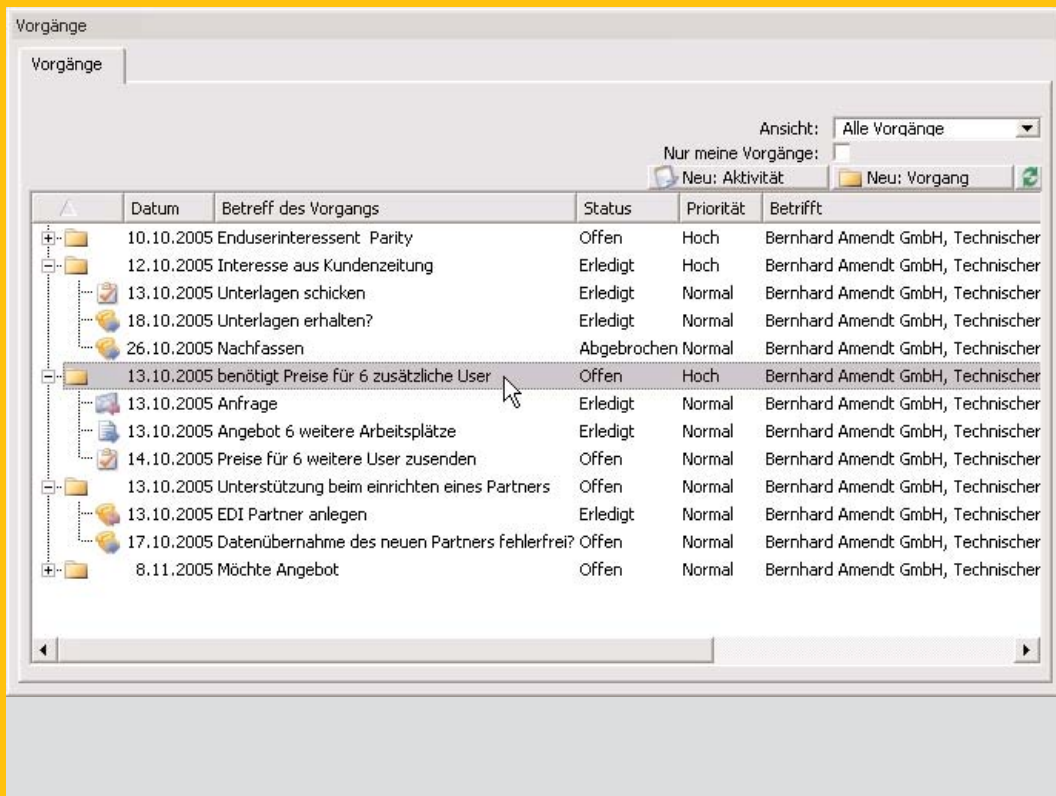 Vorgänge
Vorgänge
Ansicht: Alle Vorgänge
Nur meine Vorgänge:
Neu: Aktivität Neu: Vorgang
Datum Betreff des Vorgangs Status Priorität Betrifft
10.10.2005 Enduserinteressent Parity Offen Hoch Bernhard Amendt GmbH, Technischer
12.10.2005 Interesse aus Kundenzeitung Erledigt Hoch Bernhard Amendt GmbH, Technischer
13.10.2005 Unterlagen schicken Erledigt Normal Bernhard Amendt GmbH, Technischer
18.10.2005 Unterlagen erhalten? Erledigt Normal Bernhard Amendt GmbH, Technischer
26.10.2005 Nachfassen Abgebrochen Normal Bernhard Amendt GmbH, Technischer
13.10.2005 benötigt Preise für 6 zusätzliche User Offen Hoch Bernhard Amendt GmbH, Technischer
13.10.2005 Anfrage Erledigt Normal Bernhard Amendt GmbH, Technischer
13.10.2005 Angebot 6 weitere Arbeitsplätze Erledigt Normal Bernhard Amendt GmbH, Technischer
14.10.2005 Preise für 6 weitere User zusenden Offen Normal Bernhard Amendt GmbH, Technischer
13.10.2005 Unterstützung beim einrichten eines Partners Offen Normal Bernhard Amendt GmbH, Technischer
13.10.2005 EDI Partner anlegen Erledigt Normal Bernhard Amendt GmbH, Technischer
17.10.2005 Datenübernahme des neuen Partners fehlerfrei? Offen Normal Bernhard Amendt GmbH, Technischer
8.11.2005 Möchte Angebot Offen Normal Bernhard Amendt GmbH, Technischer